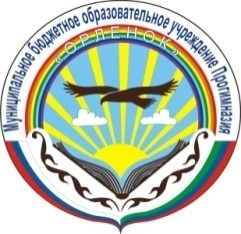 Муниципальное бюджетное образовательное учреждение Прогимназия
«ОРЛЕНОК»